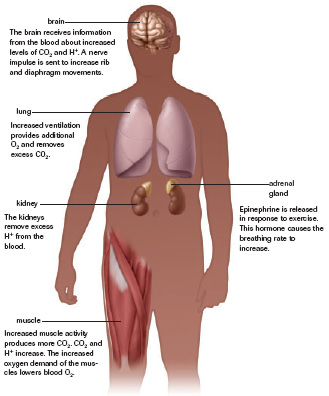 brain
The brain receives information
from the blood about increased
levels of CO₂ and H⁺. A nerve
impulse is sent to increase rib
and diaphragm movements.
lung
Increased ventilation
provides additional
O₂ and removes
excess CO₂.
adrenal
gland
Epinephrine is released
in response to exercise.
This hormone causes the
breathing rate to
increase.
kidney
The kidneys
remove excess
H⁺ from the
blood.
muscle
Increased muscle activity
produces more CO₂. CO₂ and
H⁺ increase. The increased
oxygen demand of the mus-
cles lowers blood O₂.